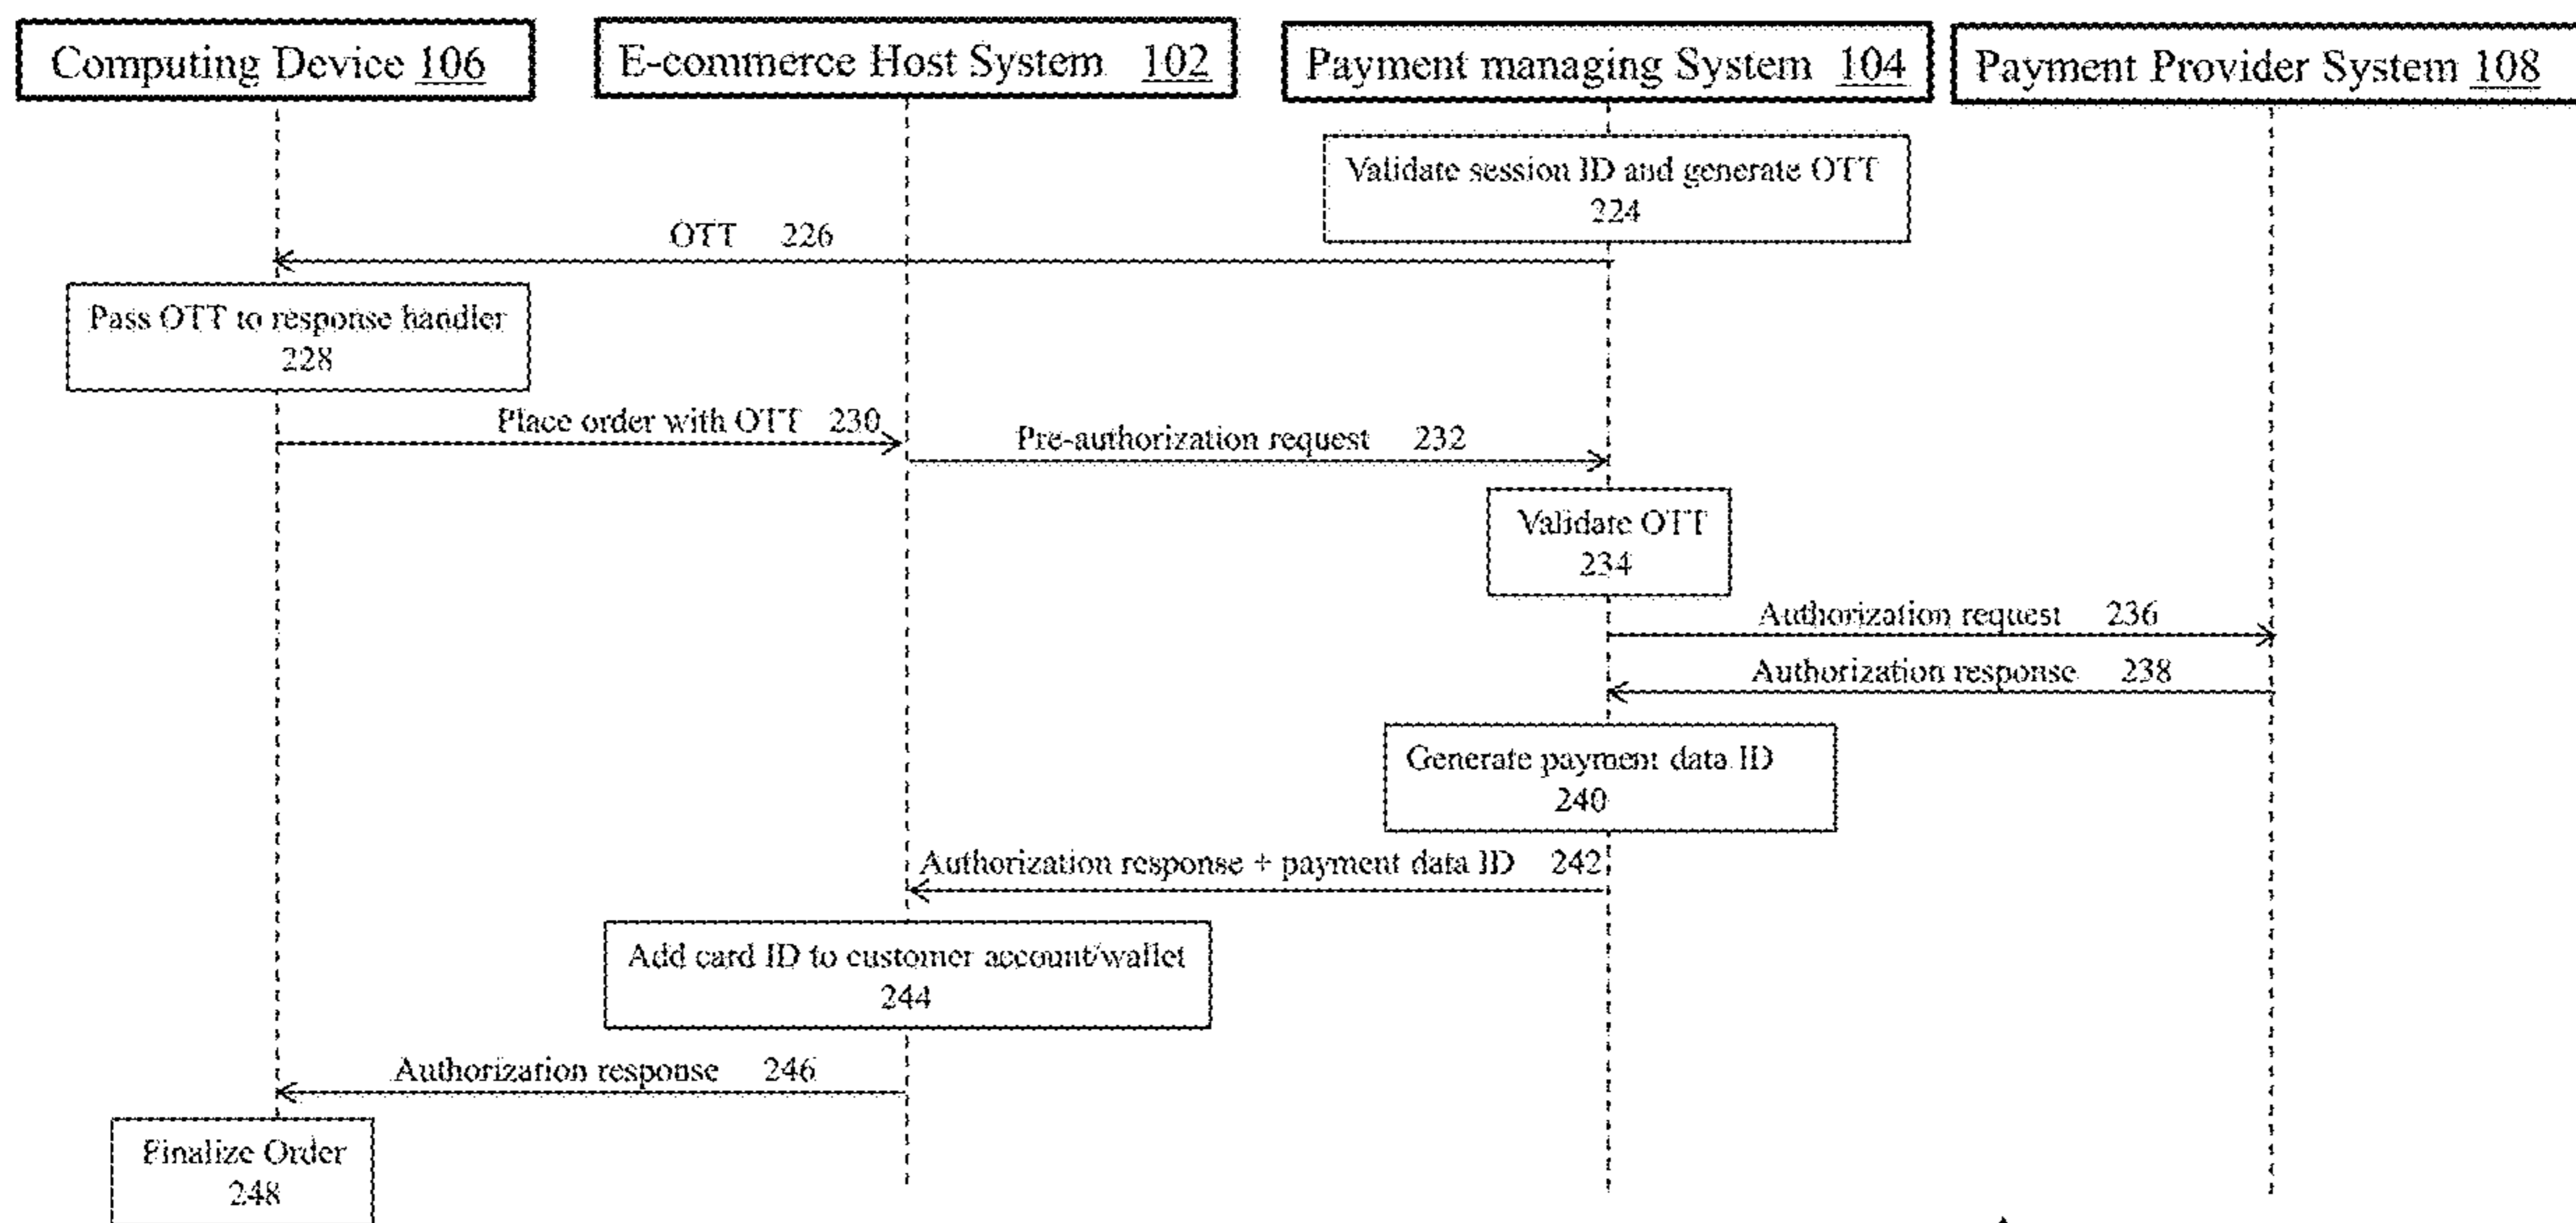 Computing Device 106
E-commerce Host System 102
Payment managing System 104
Payment Provider System 108
Validate session ID and generate OTT
224
OTT 226
Pass OTT to response handler
228
Place order with OTT 230
Pre-authorization request 232
Validate OTT
234
Authorization request 236
Authorization response 238
Generate payment data ID
240
Authorization response + payment data ID 242
Add card ID to customer account/wallet
244
Authorization response 246
Finalize Order
248